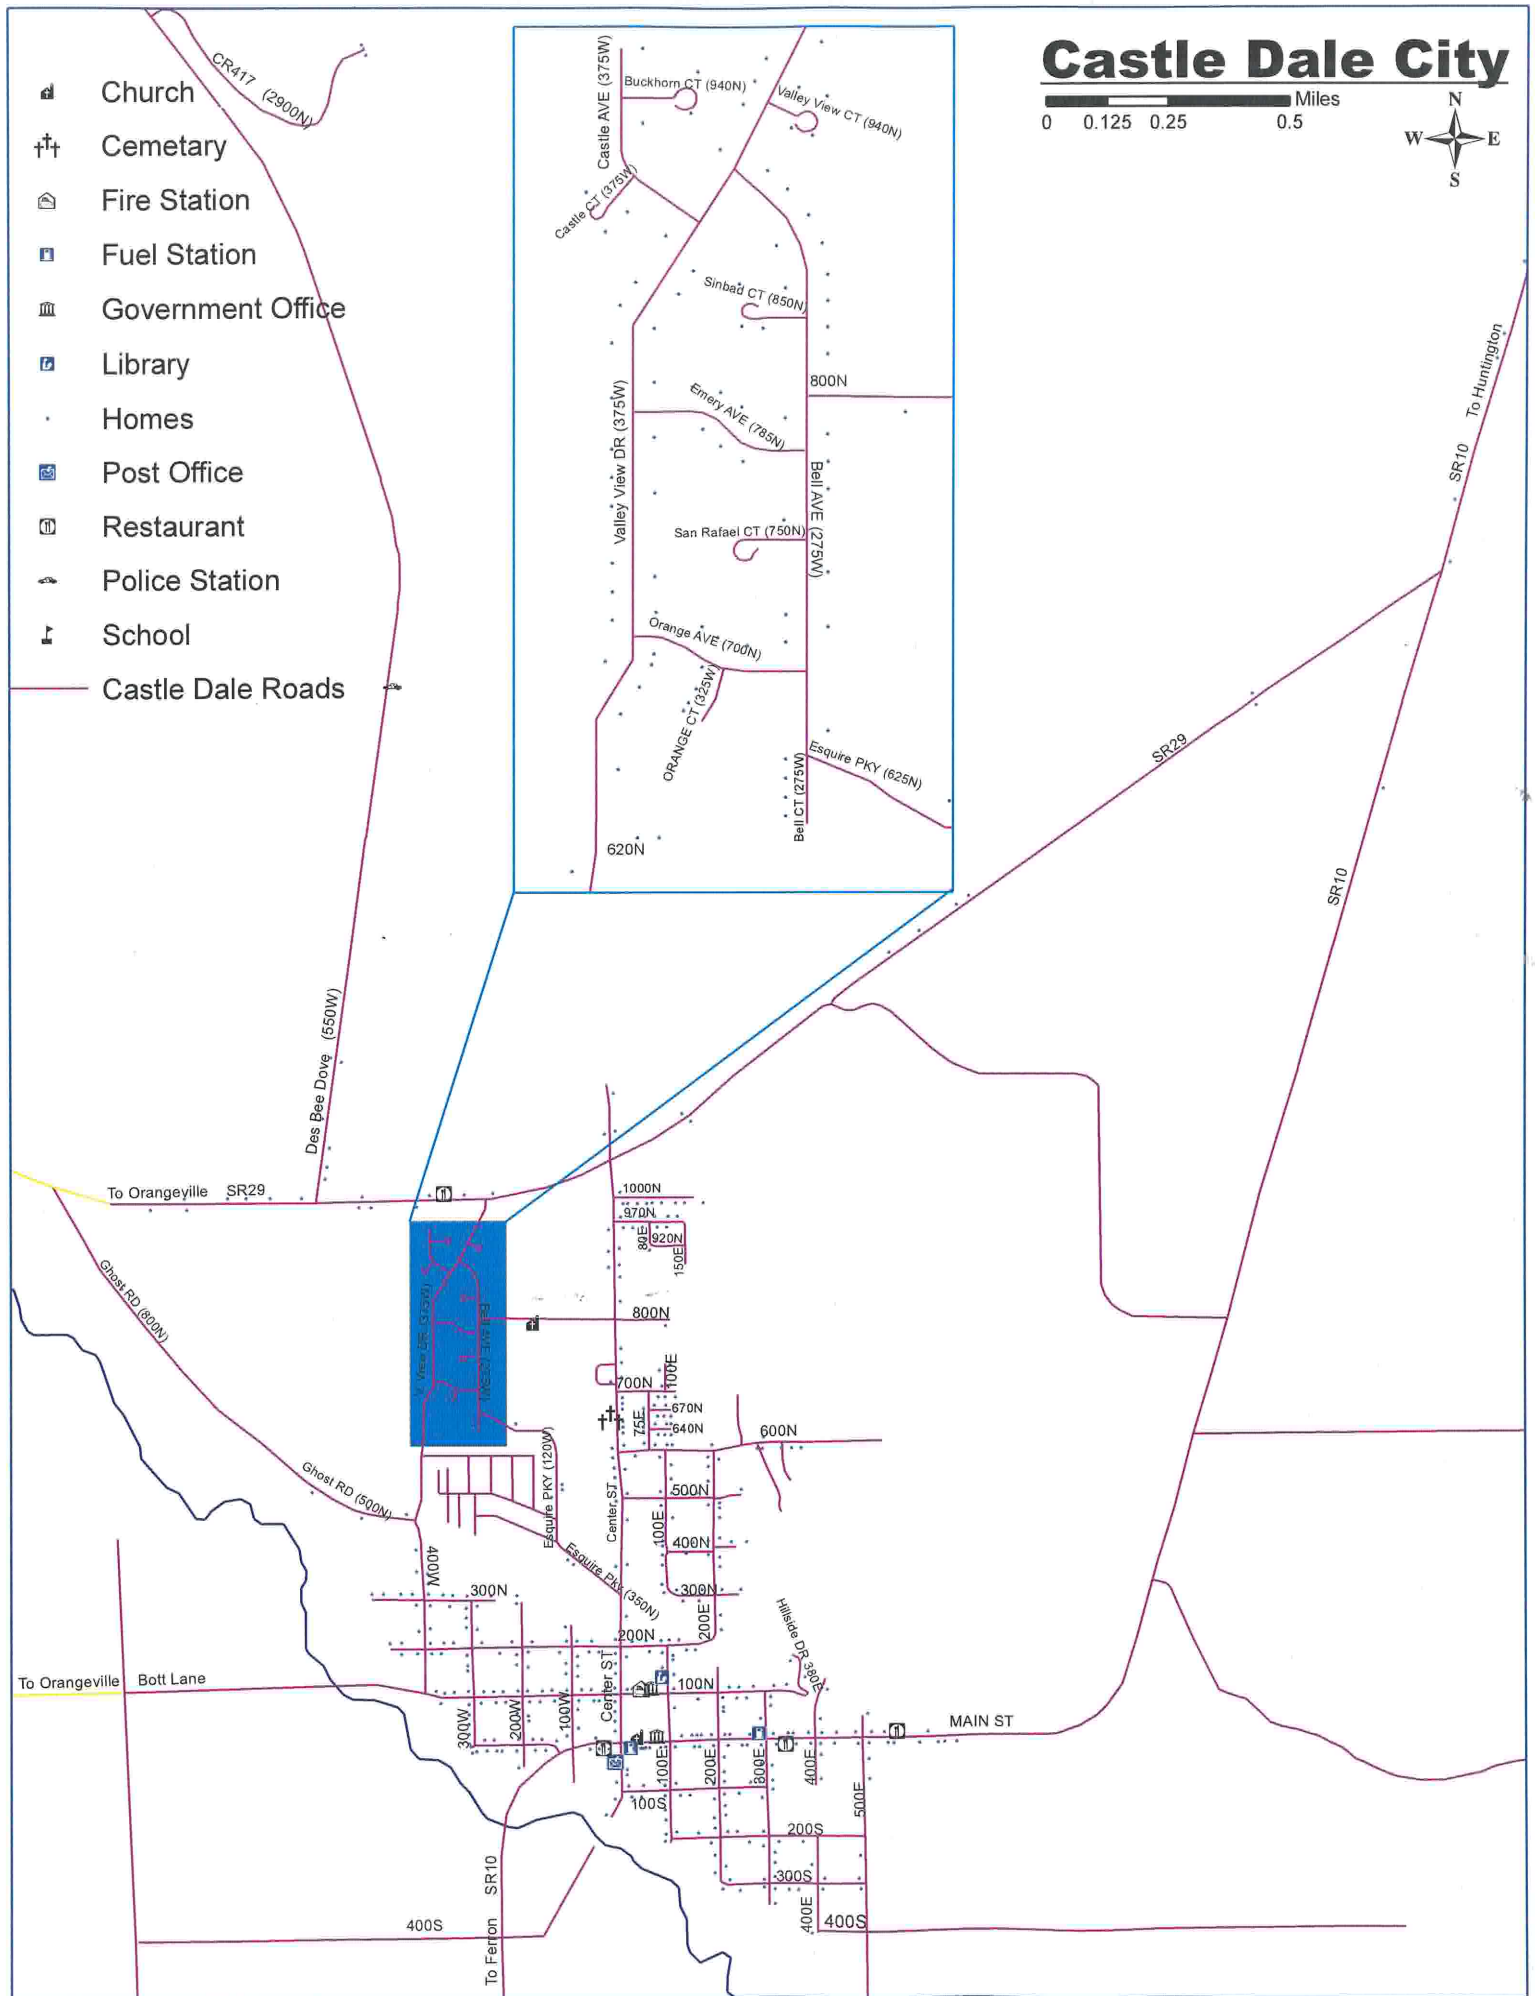 Castle Dale City
Miles
0 0.125 0.25 0.5
N
W E
S
Church
Cemetary
Fire Station
Fuel Station
Government Office
Library
Homes
Post Office
Restaurant
Police Station
School
Castle Dale Roads
CR417 (2900N)
Castle AVE (375W)
Buckhorn CT (940N)
Valley View CT (940N)
Castle CT (375W)
Sinbad CT (850N)
800N
Emery AVE (785N)
Valley View DR (375W)
Bell AVE (275W)
San Rafael CT (750N)
Orange AVE (700N)
ORANGE CT (325W)
Esquire PKY (625N)
Bell CT (275W)
620N
To Huntington
SR10
SR29
SR10
Des Bee Dove (550W)
To Orangeville SR29
1000N
970N
80E
920N
150E
Ghost RD (800N)
V. View DR. (375W)
800N
700N
100E
670N
75E
640N
600N
Ghost RD (500N)
Esquire PKY (120W)
Center ST
500N
100E
400N
Esquire PKy (350N)
400W
300N
300N
200E
200N
Hillside DR 380E
To Orangeville
Bott Lane
Center ST
100N
300W
200W
100W
MAIN ST
100E
200E
300E
400E
500E
100S
200S
300S
400E
400S
400S
SR10
To Ferron